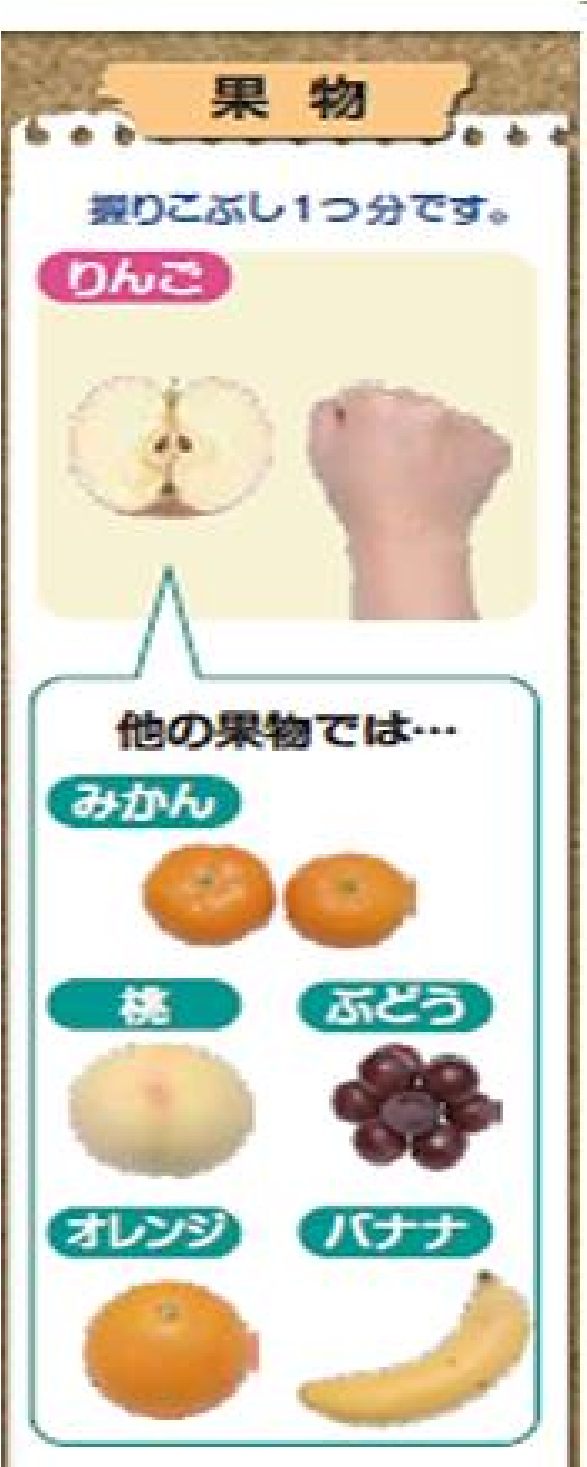 果物
握りこぶし1つ分です。
りんご
他の果物では…
みかん
桃
ぶどう
オレンジ
バナナ